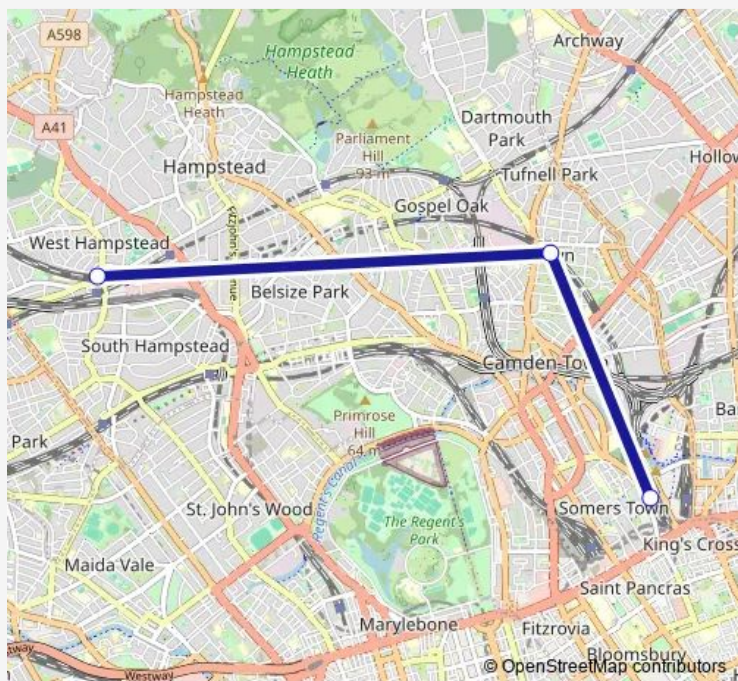 A598
Archway
Hampstead
Heath
Hampstead
Heath
A41
Dartmouth
Park
Parliament
Hill
93 m
Hampstead
Tufnell Park
Gospel Oak
West Hampstead
Belsize Park
South Hampstead
Camden Town
Primrose
Hill
64 m
Park
Regent's Canal
St. John's Wood
The Regent's
Park
Somers Town
King's Cross
Maida Vale
Saint Pancras
Marylebone
Fitzrovia
Bloomsbury
Westway
© OpenStreetMap contributors